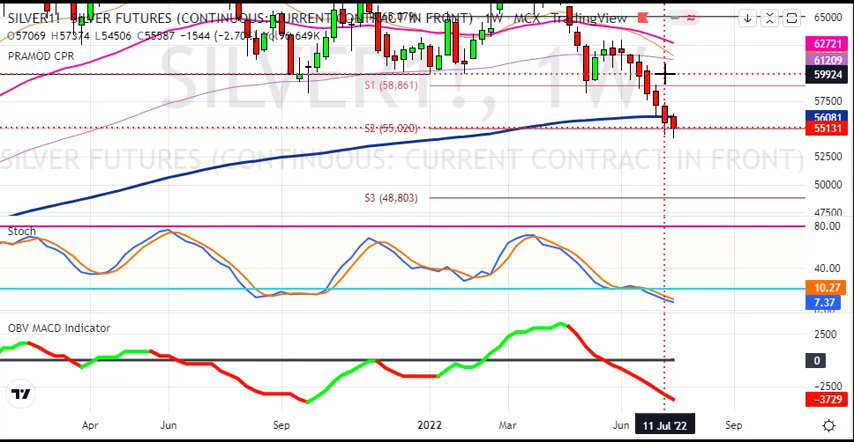 SILVER11 SILVER FUTURES (CONTINUOUS: CURRENT CONTRACT IN FRONT) · 1W · MCX · TradingView
O57069 H57374 L54506 C55587 −1544 (−2.70%) Vol96.649K
PRAMOD CPR
65000
62721
61209
59924
S1 (58,861)
57500
56081
S2 (55,020)
55131
SILVER1!, 1W
SILVER FUTURES (CONTINUOUS: CURRENT CONTRACT IN FRONT)
52500
50000
S3 (48,803)
47500
Stoch
80.00
40.00
10.27
7.37
OBV MACD Indicator
2500
0
−2500
−3729
Apr
Jun
Sep
2022
Mar
Jun
11 Jul '22
Sep